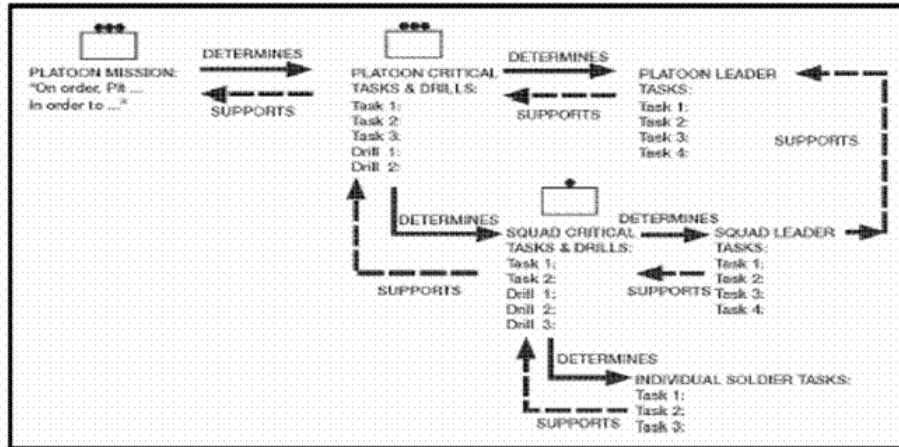 DETERMINES
DETERMINES
PLATOON MISSION:
"On order, Plt ...
In order to ..."
SUPPORTS
PLATOON CRITICAL
TASKS & DRILLS:
Task 1:
Task 2:
Task 3:
Drill 1:
Drill 2:
SUPPORTS
PLATOON LEADER
TASKS:
Task 1:
Task 2:
Task 3:
Task 4:
SUPPORTS
DETERMINES
SUPPORTS
SQUAD CRITICAL
TASKS & DRILLS:
Task 1:
Task 2:
Drill 1:
Drill 2:
Drill 3:
DETERMINES
SUPPORTS
SQUAD LEADER
TASKS:
Task 1:
Task 2:
Task 3:
Task 4:
DETERMINES
SUPPORTS
INDIVIDUAL SOLDIER TASKS:
Task 1:
Task 2:
Task 3: